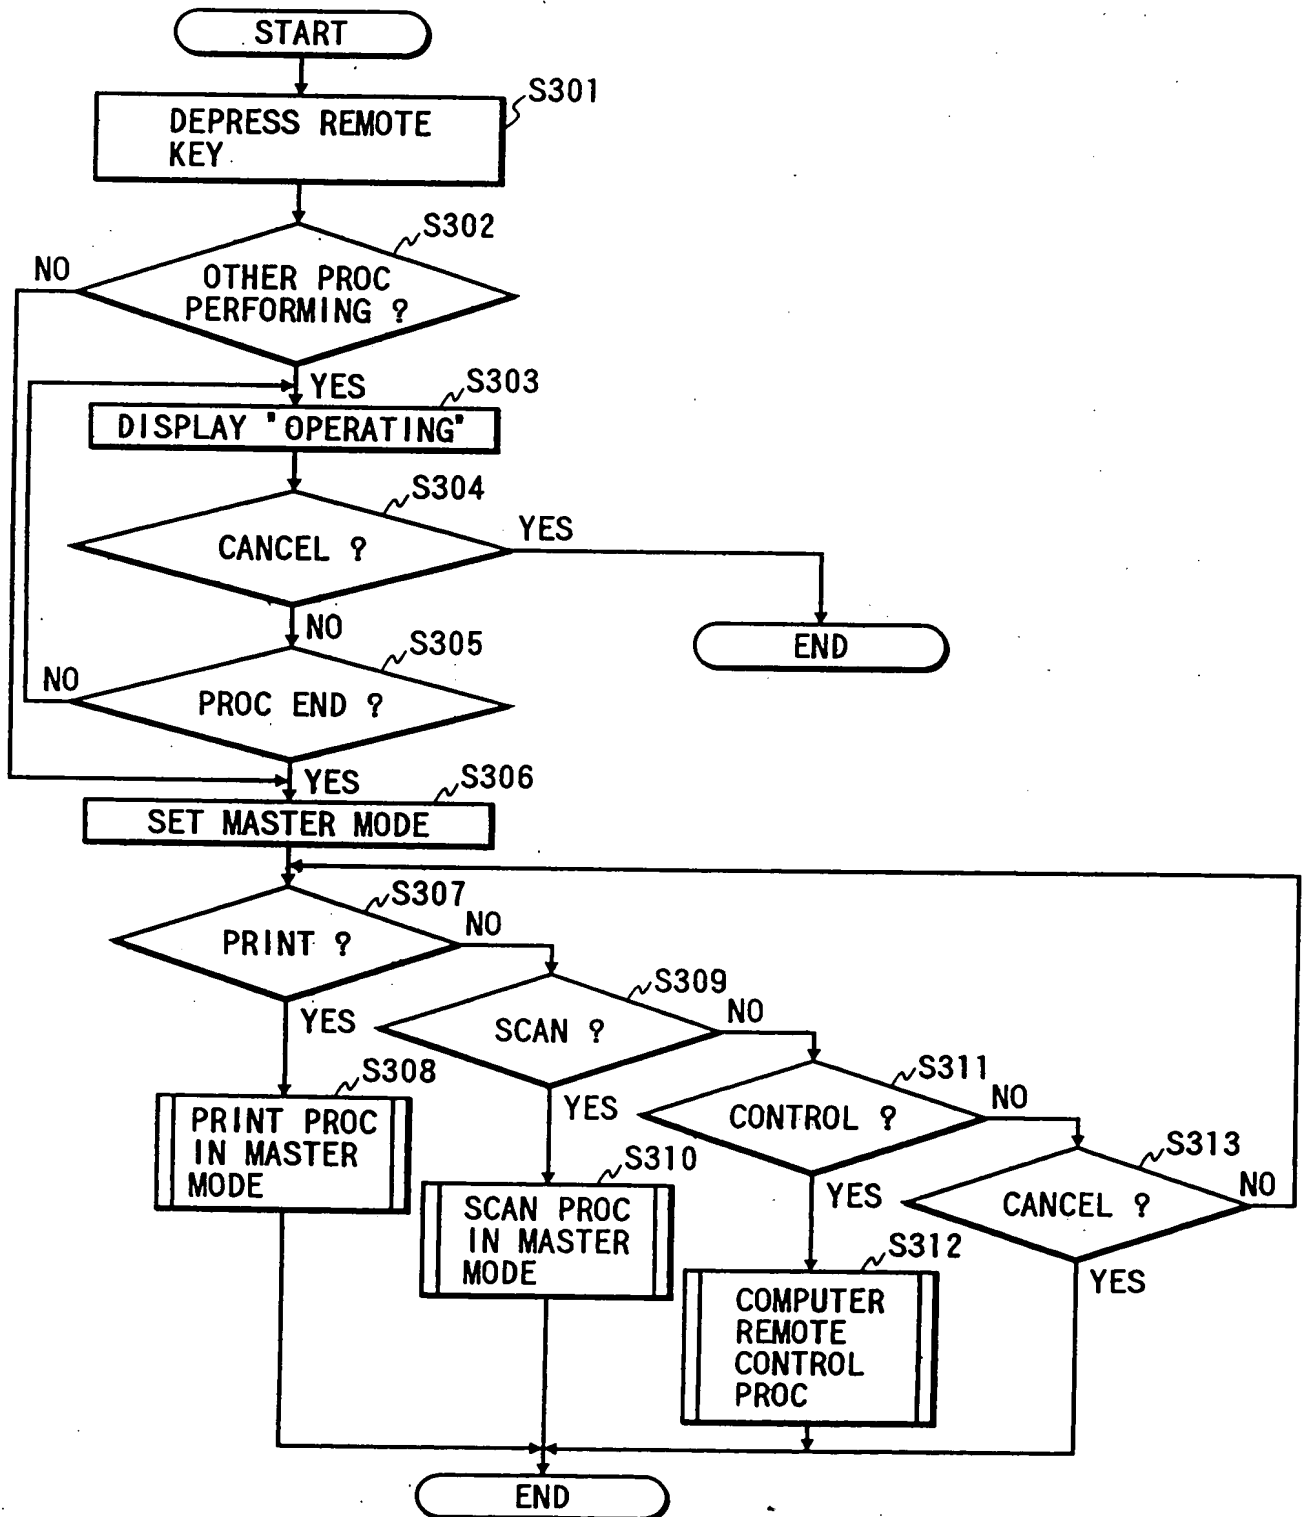 START
S301
DEPRESS REMOTE
KEY
S302
NO
OTHER PROC
PERFORMING ?
YES
S303
DISPLAY "OPERATING"
S304
CANCEL ?
YES
NO
END
S305
NO
PROC END ?
YES
S306
SET MASTER MODE
S307
PRINT ?
NO
S309
YES
SCAN ?
NO
S308
S311
PRINT PROC
IN MASTER
MODE
YES
CONTROL ?
NO
S313
S310
SCAN PROC
IN MASTER
MODE
YES
CANCEL ?
NO
S312
COMPUTER
REMOTE
CONTROL
PROC
YES
END